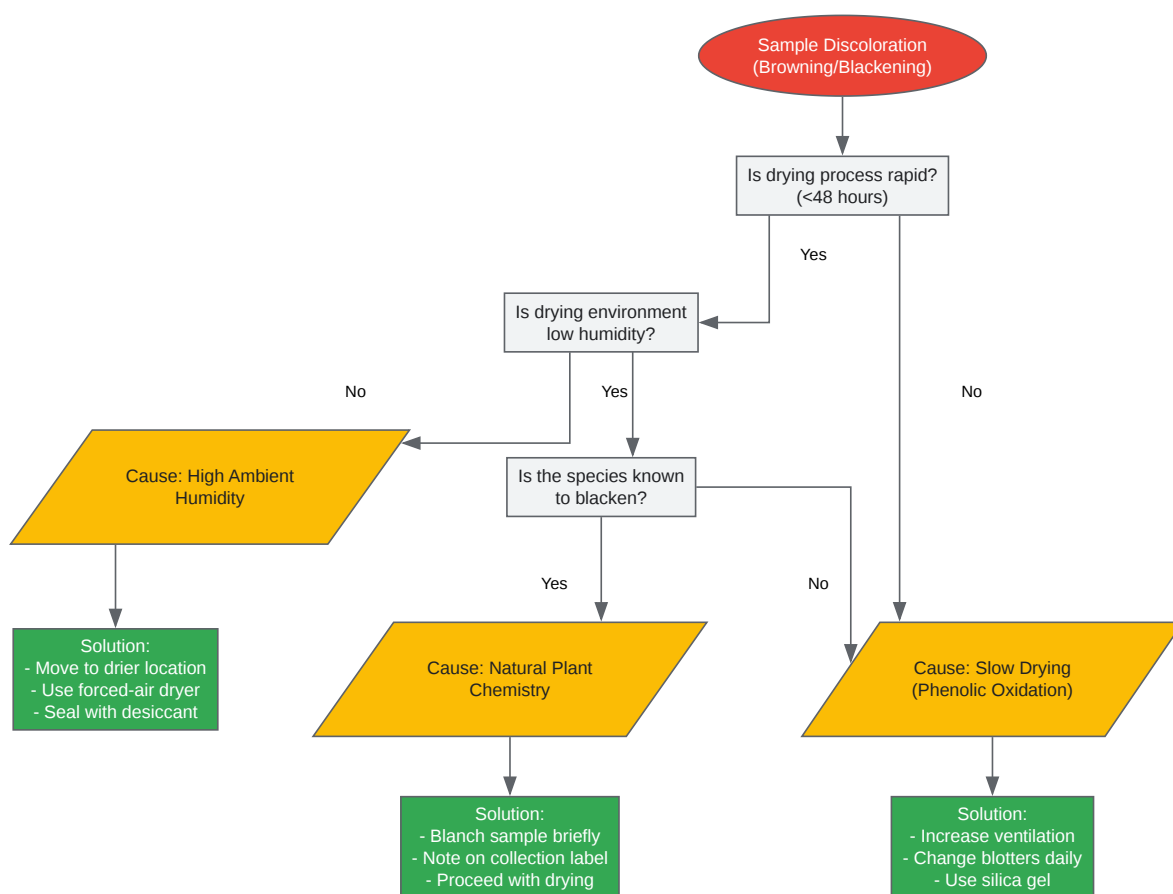 Sample Discoloration
(Browning/Blackening)
Is drying process rapid?
(<48 hours)
Yes
Is drying environment
low humidity?
No
Yes
No
Cause: High Ambient
Humidity
Is the species known
to blacken?
Yes
No
Solution:
- Move to drier location
- Use forced-air dryer
- Seal with desiccant
Cause: Natural Plant
Chemistry
Cause: Slow Drying
(Phenolic Oxidation)
Solution:
- Blanch sample briefly
- Note on collection label
- Proceed with drying
Solution:
- Increase ventilation
- Change blotters daily
- Use silica gel